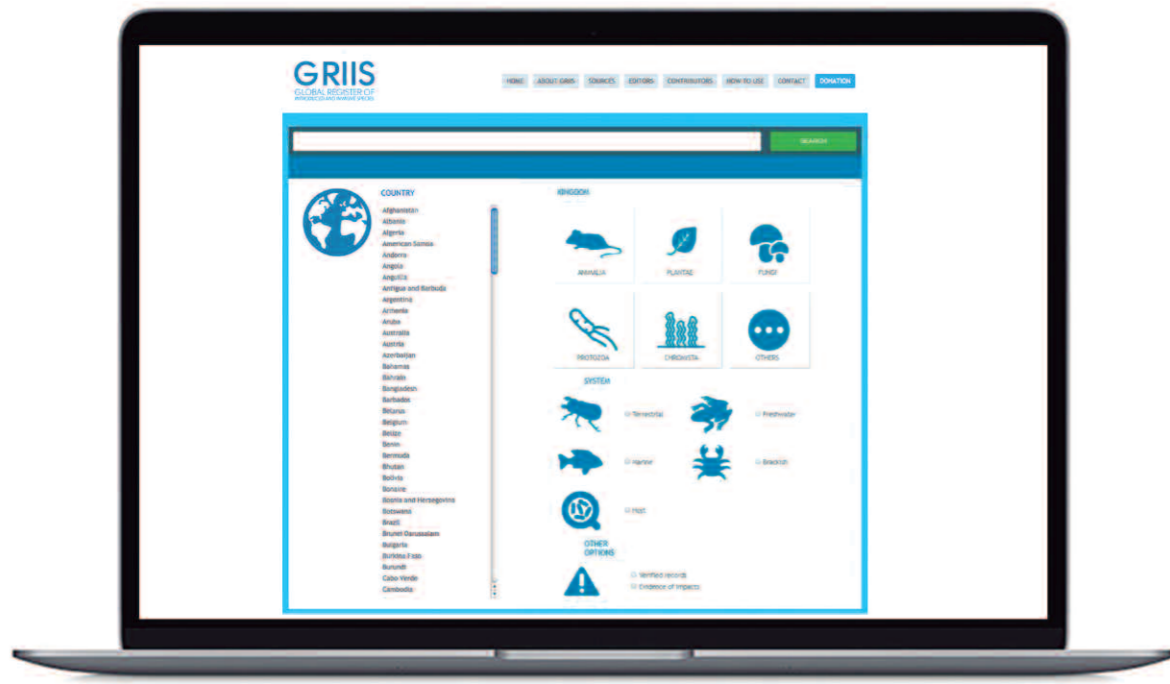 GRIIS
GLOBAL REGISTER OF
INTRODUCED AND INVASIVE SPECIES
HOME ABOUT GRIIS SOURCES EDITORS CONTRIBUTORS HOW TO USE CONTACT DONATION
SEARCH
COUNTRY
Afghanistan
Albania
Algeria
American Samoa
Andorra
Angola
Anguilla
Antigua and Barbuda
Argentina
Armenia
Aruba
Australia
Austria
Azerbaijan
Bahamas
Bahrain
Bangladesh
Barbados
Belarus
Belgium
Belize
Benin
Bermuda
Bhutan
Bolivia
Bonaire
Bosnia and Herzegovina
Botswana
Brazil
Brunei Darussalam
Bulgaria
Burkina Faso
Burundi
Cabo Verde
Cambodia
KINGDOM
ANIMALIA PLANTAE FUNGI
PROTOZOA CHROMISTA OTHERS
SYSTEM
Terrestrial Freshwater
Marine Brackish
Host
OTHER
OPTIONS
Verified records
Evidence of impacts